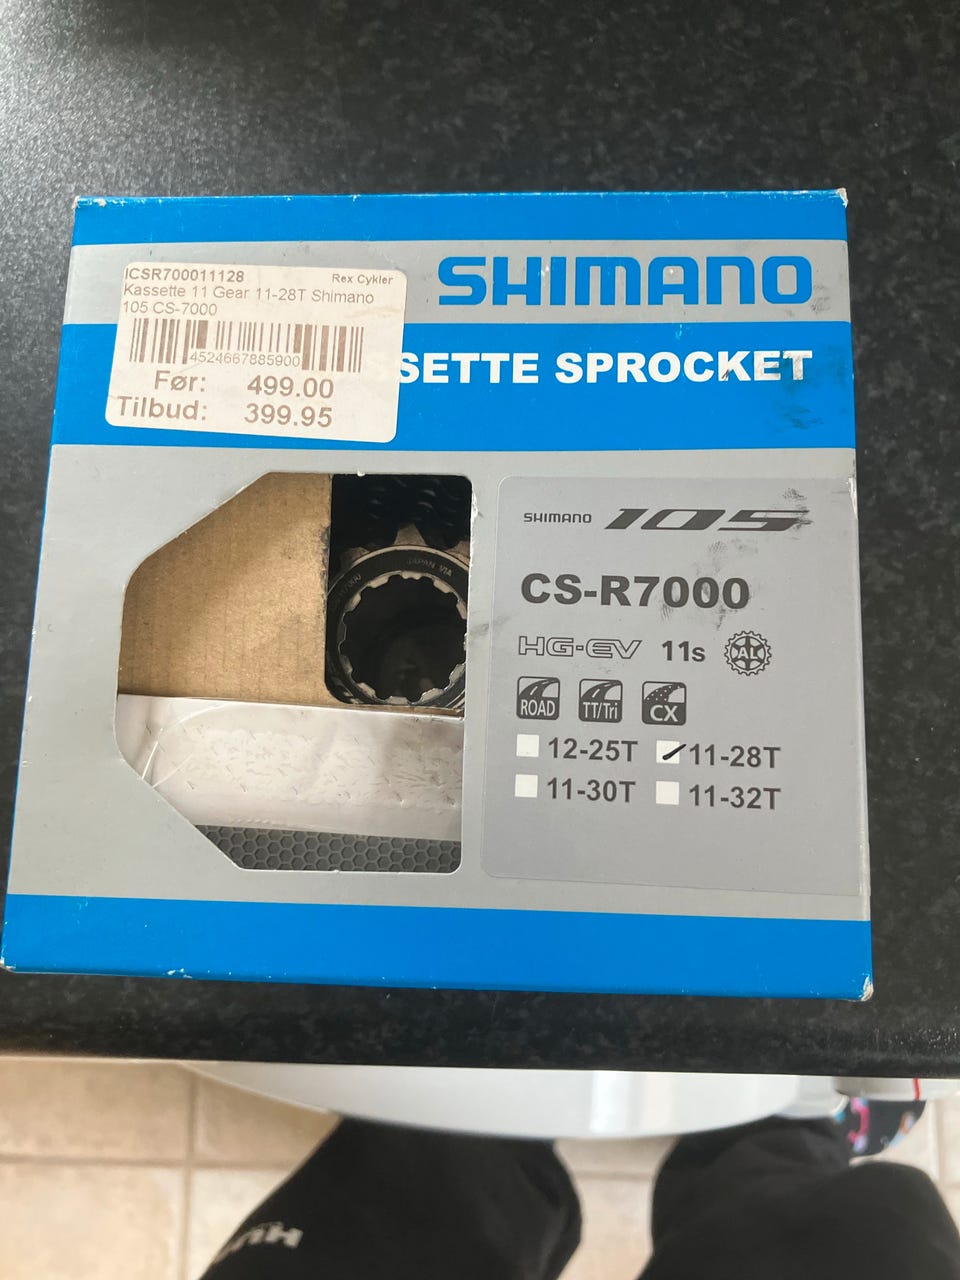 ICSR700011128 Rex Cykler
Kassette 11 Gear 11-28T Shimano
105 CS-7000
4524667885900
Før: 499.00
Tilbud: 399.95
SHIMANO
SETTE SPROCKET
JAPAN
SHIMANO 105
CS-R7000
HG-EV 11s AL
ROAD TT/Tri CX
12-25T 11-28T
11-30T 11-32T